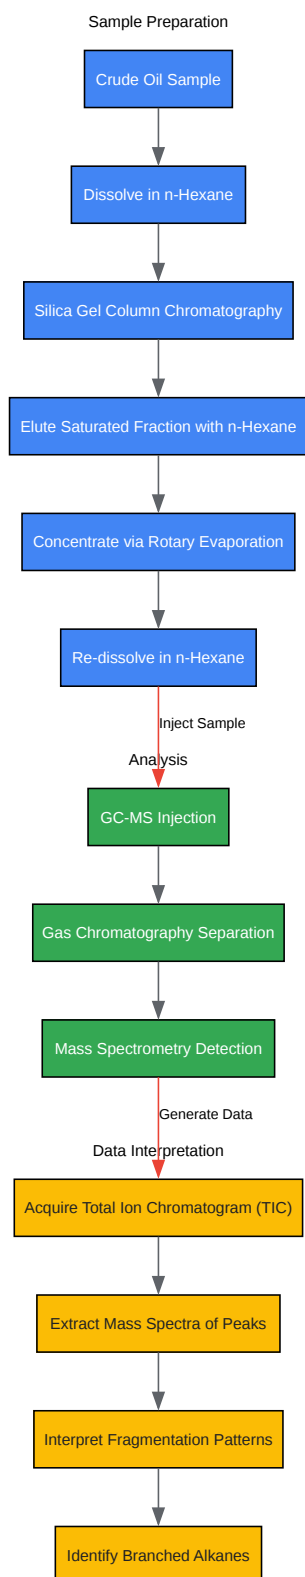 Sample Preparation
Crude Oil Sample
Dissolve in n-Hexane
Silica Gel Column Chromatography
Elute Saturated Fraction with n-Hexane
Concentrate via Rotary Evaporation
Re-dissolve in n-Hexane
Inject Sample
Analysis
GC-MS Injection
Gas Chromatography Separation
Mass Spectrometry Detection
Generate Data
Data Interpretation
Acquire Total Ion Chromatogram (TIC)
Extract Mass Spectra of Peaks
Interpret Fragmentation Patterns
Identify Branched Alkanes